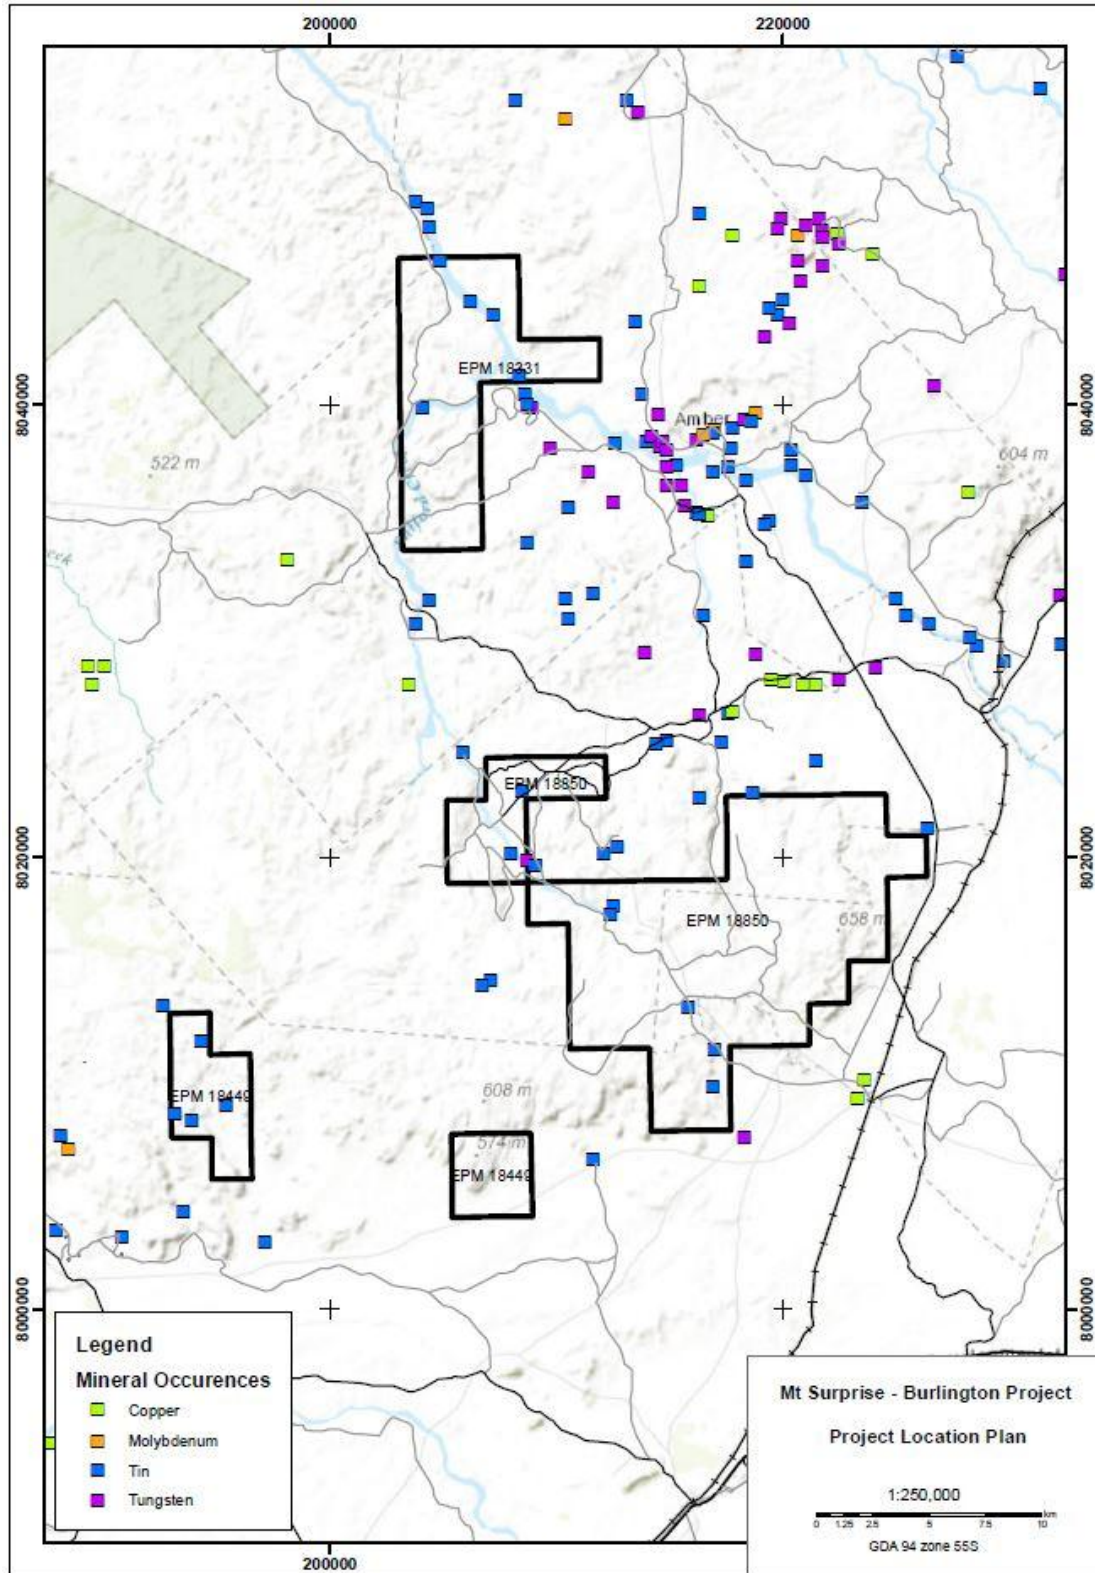 200000
220000
EPM 18331
8040000
8040000
Amber
522 m
604 m
eek
EPM 18850
8020000
8020000
EPM 18850
658 m
608 m
EPM 18449
574 m
EPM 18449
8000000
8000000
Legend
Mineral Occurences
Copper
Molybdenum
Tin
Tungsten
Mt Surprise - Burlington Project
Project Location Plan
1:250,000
0 1.25 2.5 5 7.5 10 km
GDA 94 zone 55S
200000